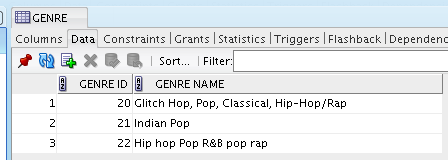 GENRE
Columns Data Constraints Grants Statistics Triggers Flashback Dependenc
Sort... Filter:
GENRE ID GENRE NAME
1 20 Glitch Hop, Pop, Classical, Hip-Hop/Rap
2 21 Indian Pop
3 22 Hip hop Pop R&B pop rap